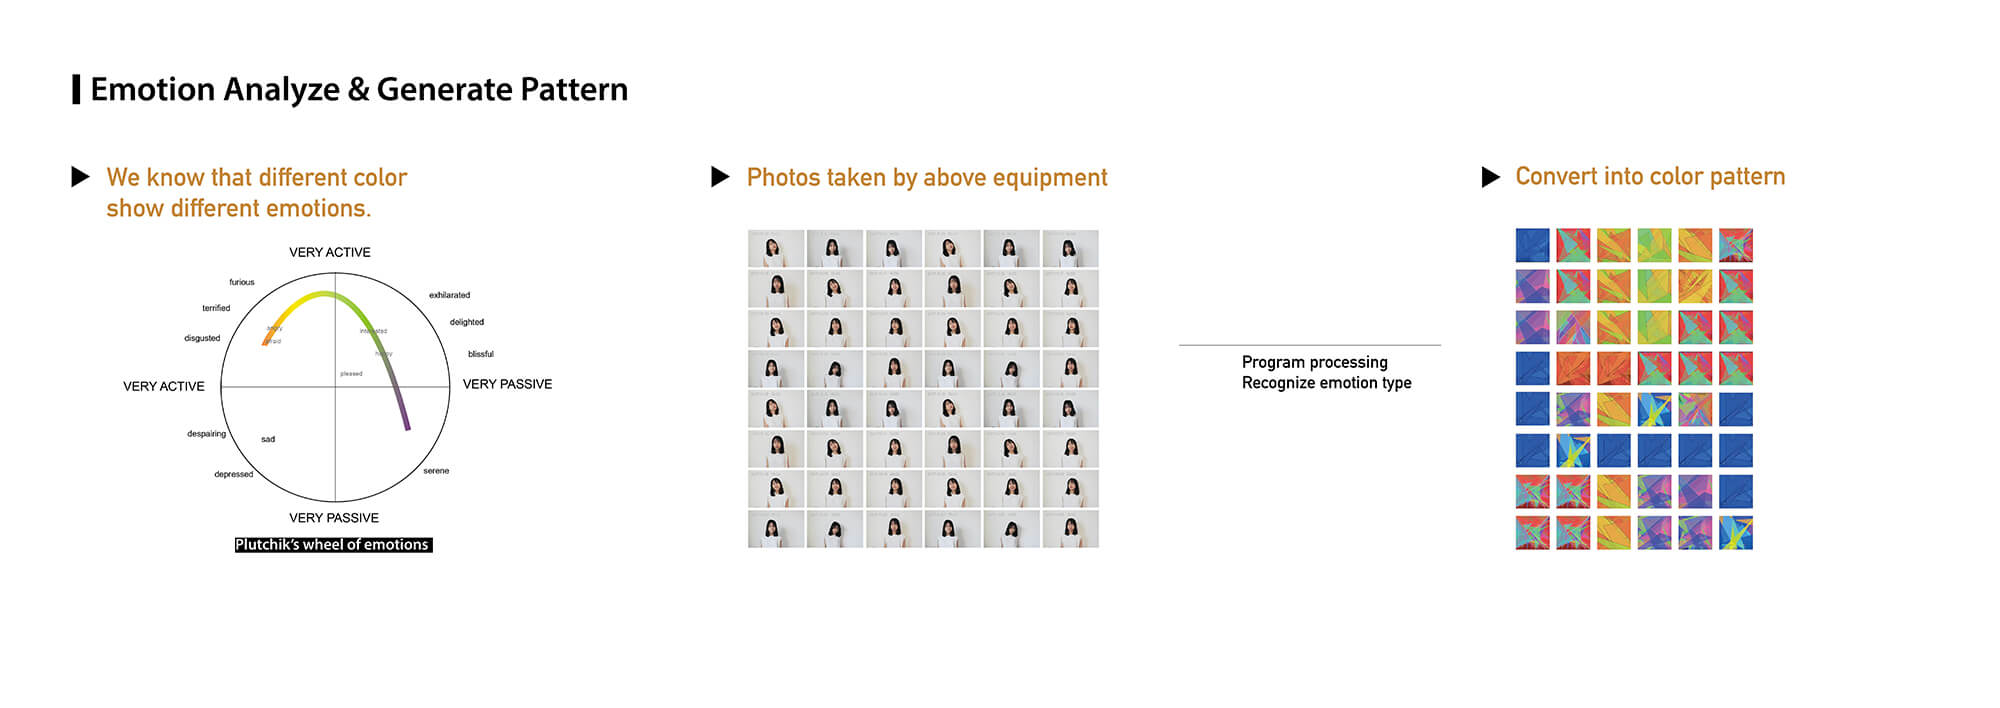 Emotion Analyze & Generate Pattern
We know that different color
show different emotions.
VERY ACTIVE
furious
exhilarated
terrified
delighted
angry
interested
disgusted
afraid
happy
blissful
pleased
VERY ACTIVE
VERY PASSIVE
despairing
sad
depressed
serene
VERY PASSIVE
Plutchik's wheel of emotions
Photos taken by above equipment
Program processing
Recognize emotion type
Convert into color pattern